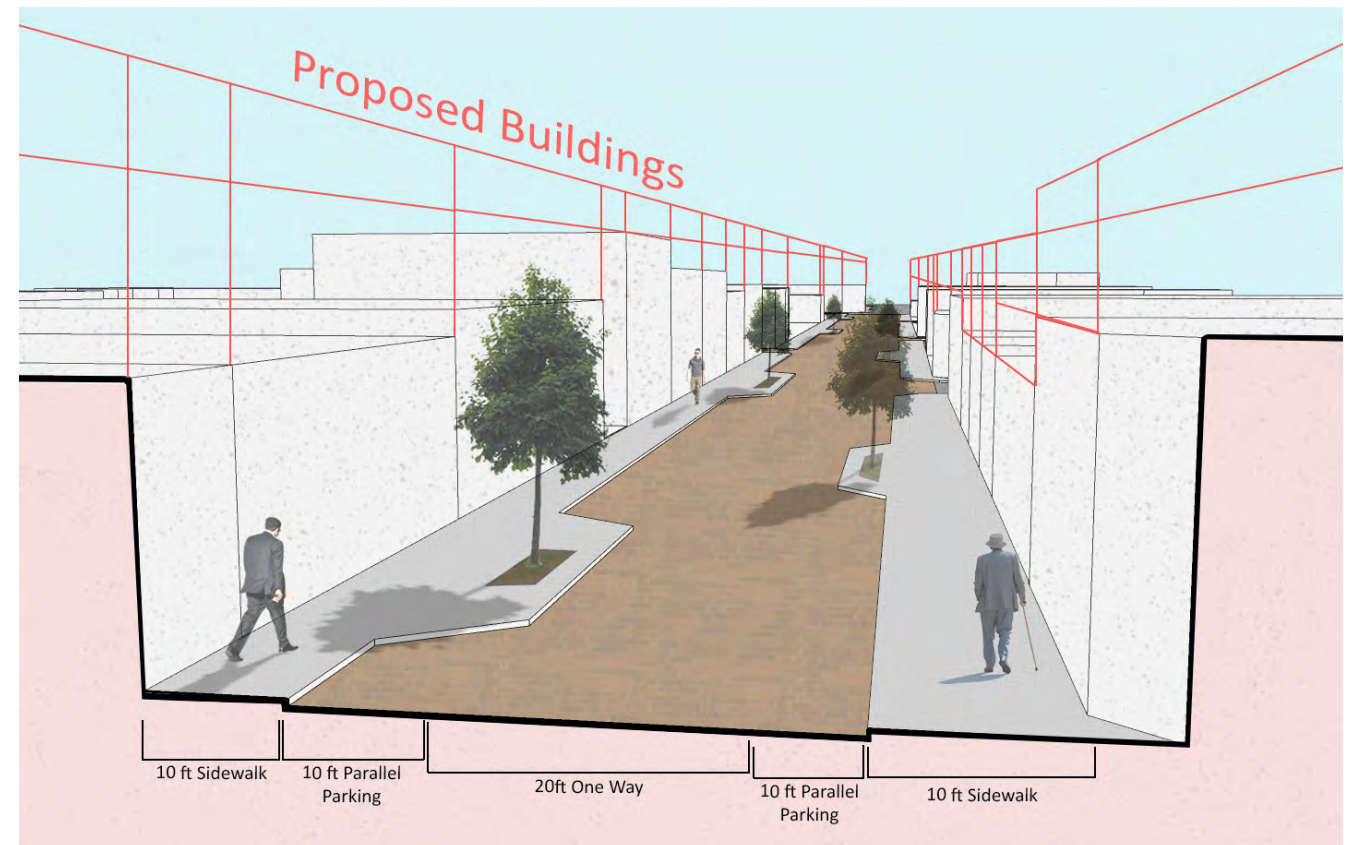 Proposed Buildings
10 ft Sidewalk
10 ft Parallel
Parking
20ft One Way
10 ft Parallel
Parking
10 ft Sidewalk